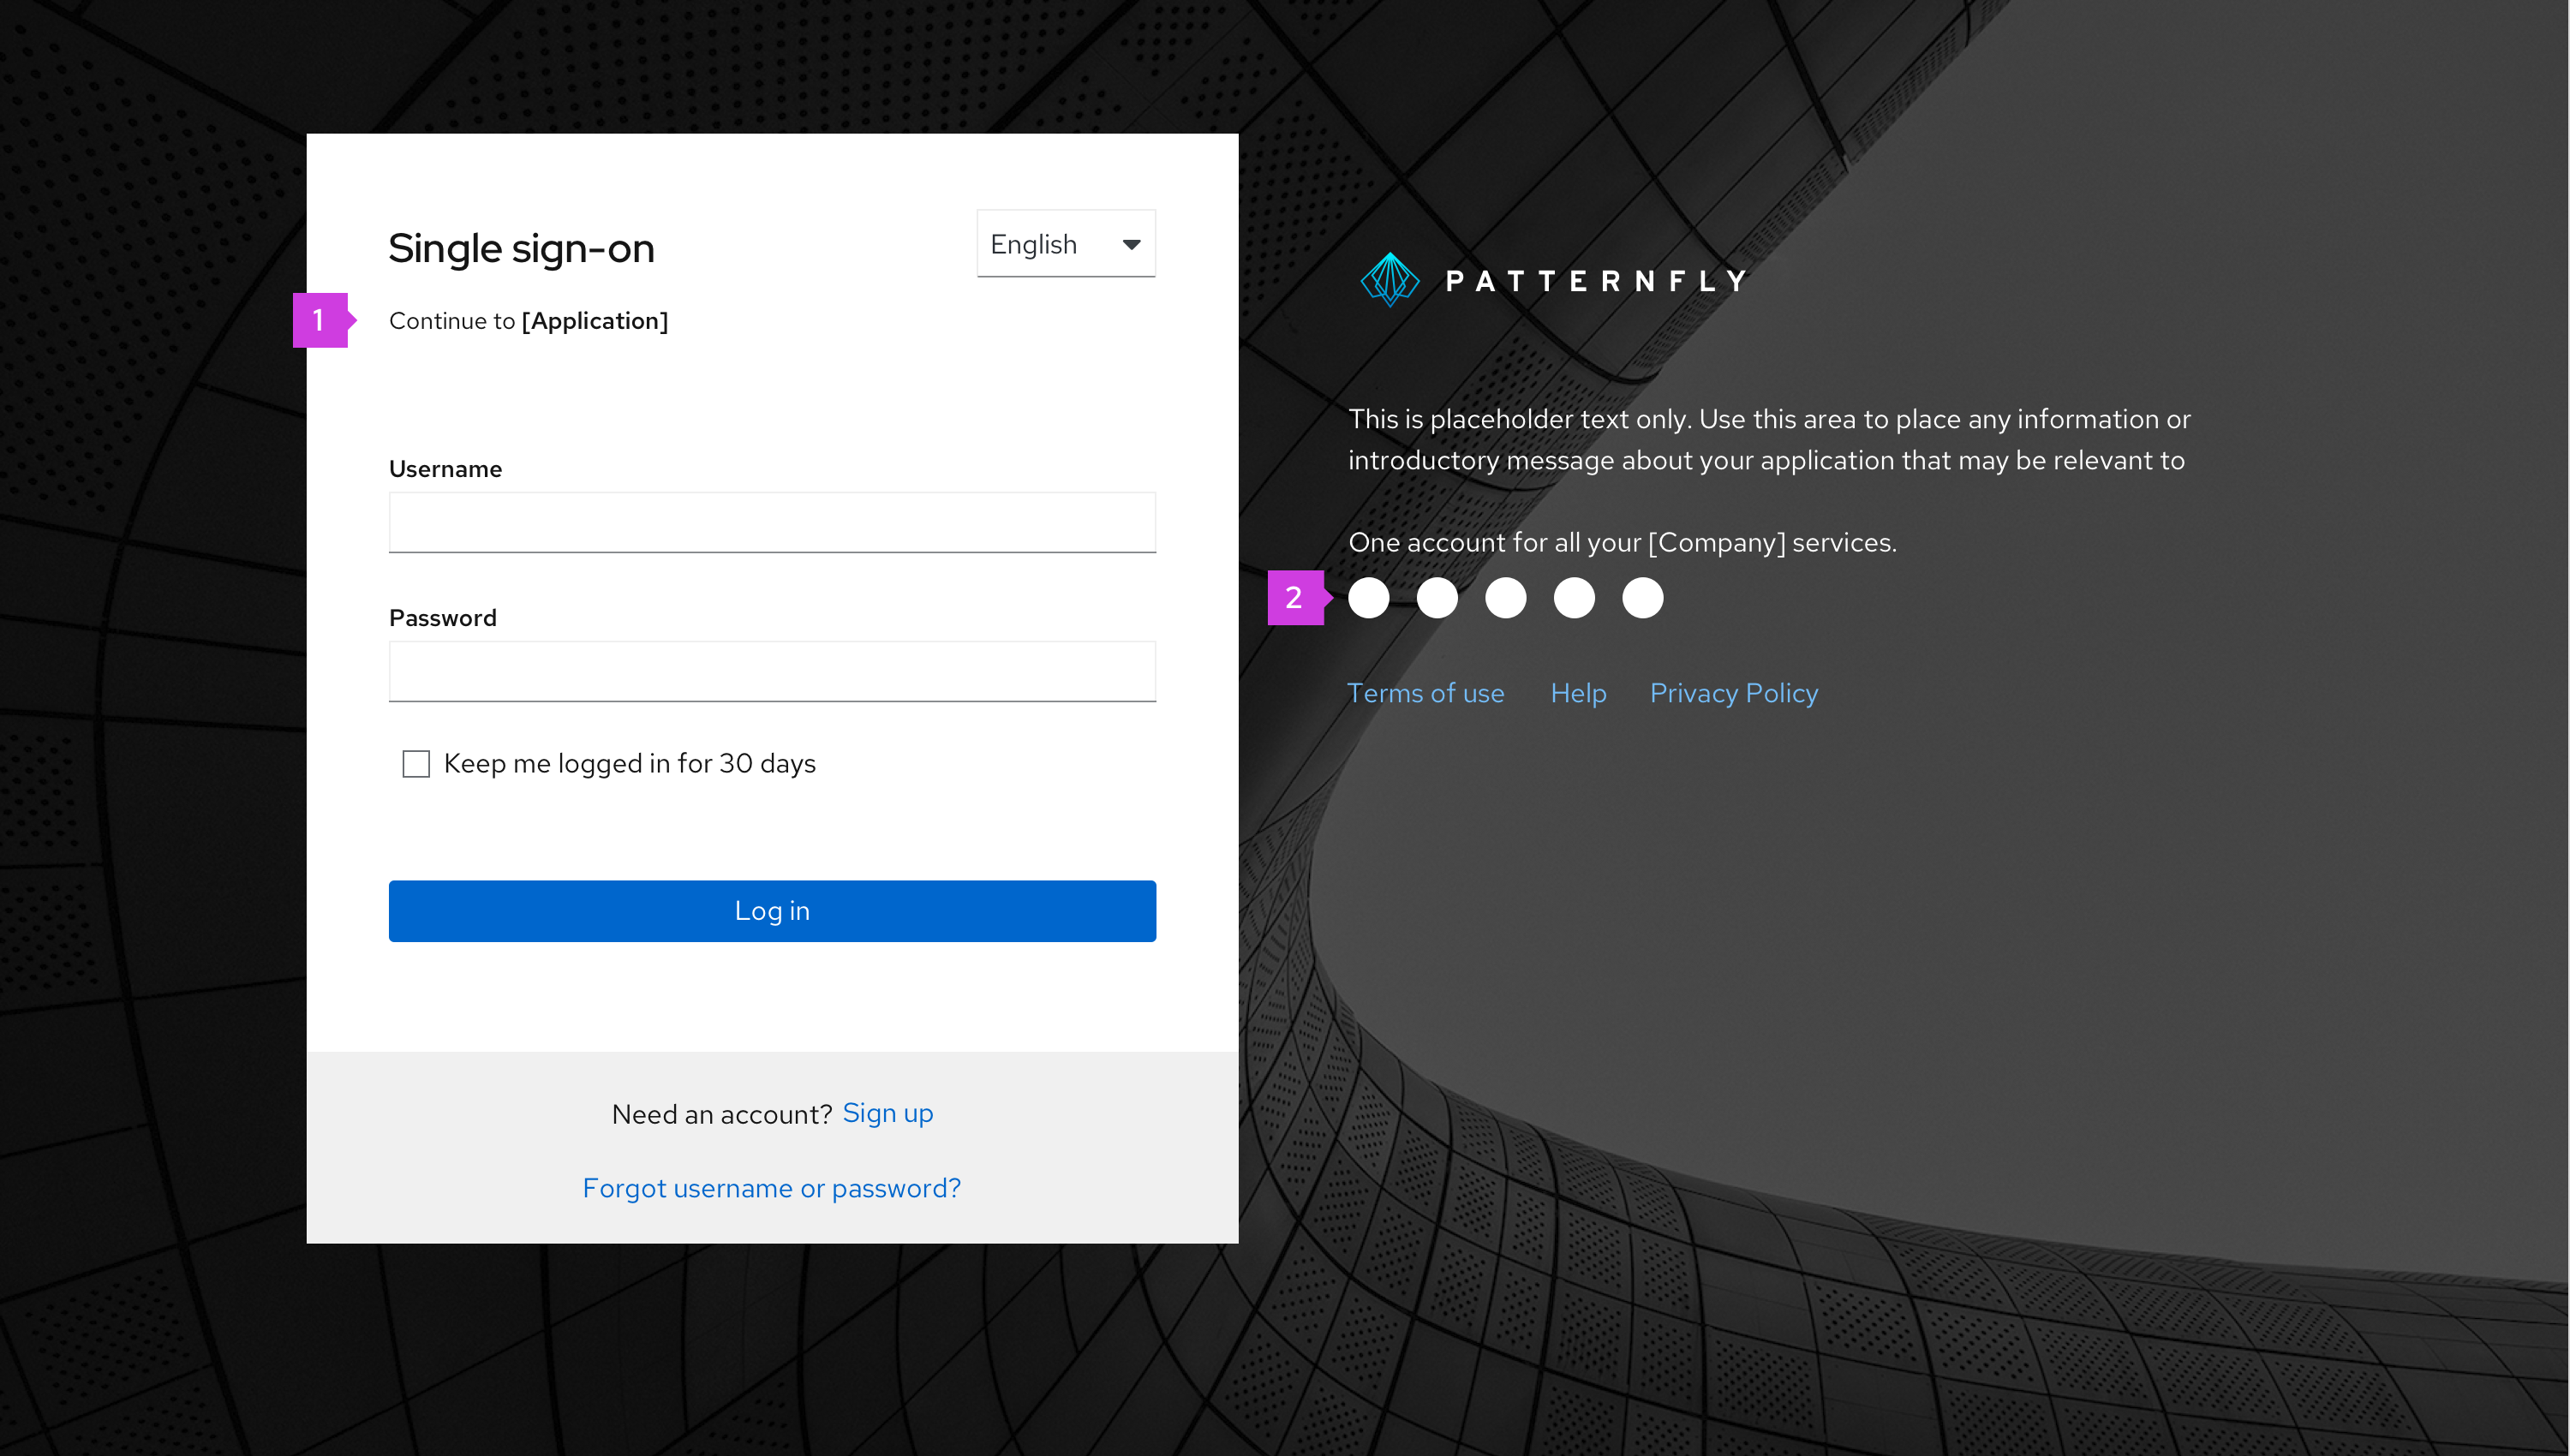 Single sign-on
English
1
Continue to [Application]
Username
Password
Keep me logged in for 30 days
Log in
Need an account? Sign up
Forgot username or password?
PATTERNFLY
This is placeholder text only. Use this area to place any information or
introductory message about your application that may be relevant to
One account for all your [Company] services.
2
Terms of use Help Privacy Policy